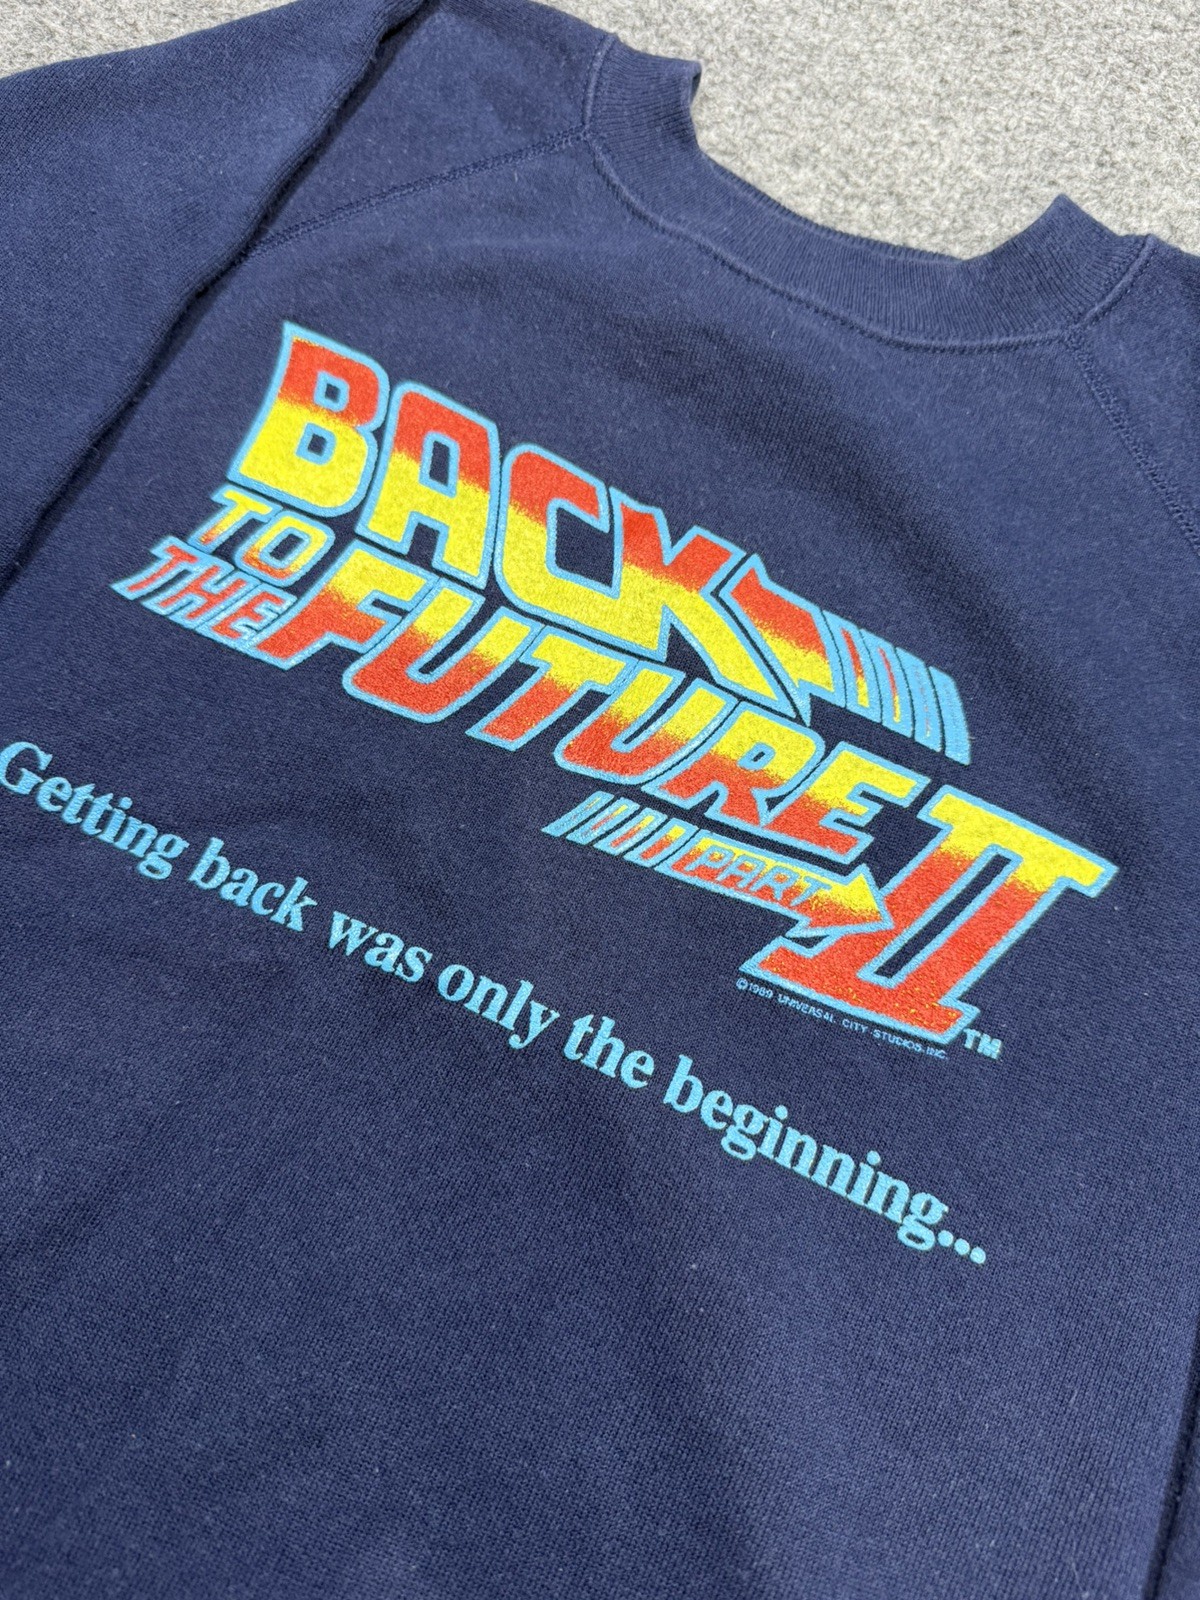 BACK
TO THE FUTURE
PART II
©1989 UNIVERSAL CITY STUDIOS, INC.
TM
Getting back was only the beginning...